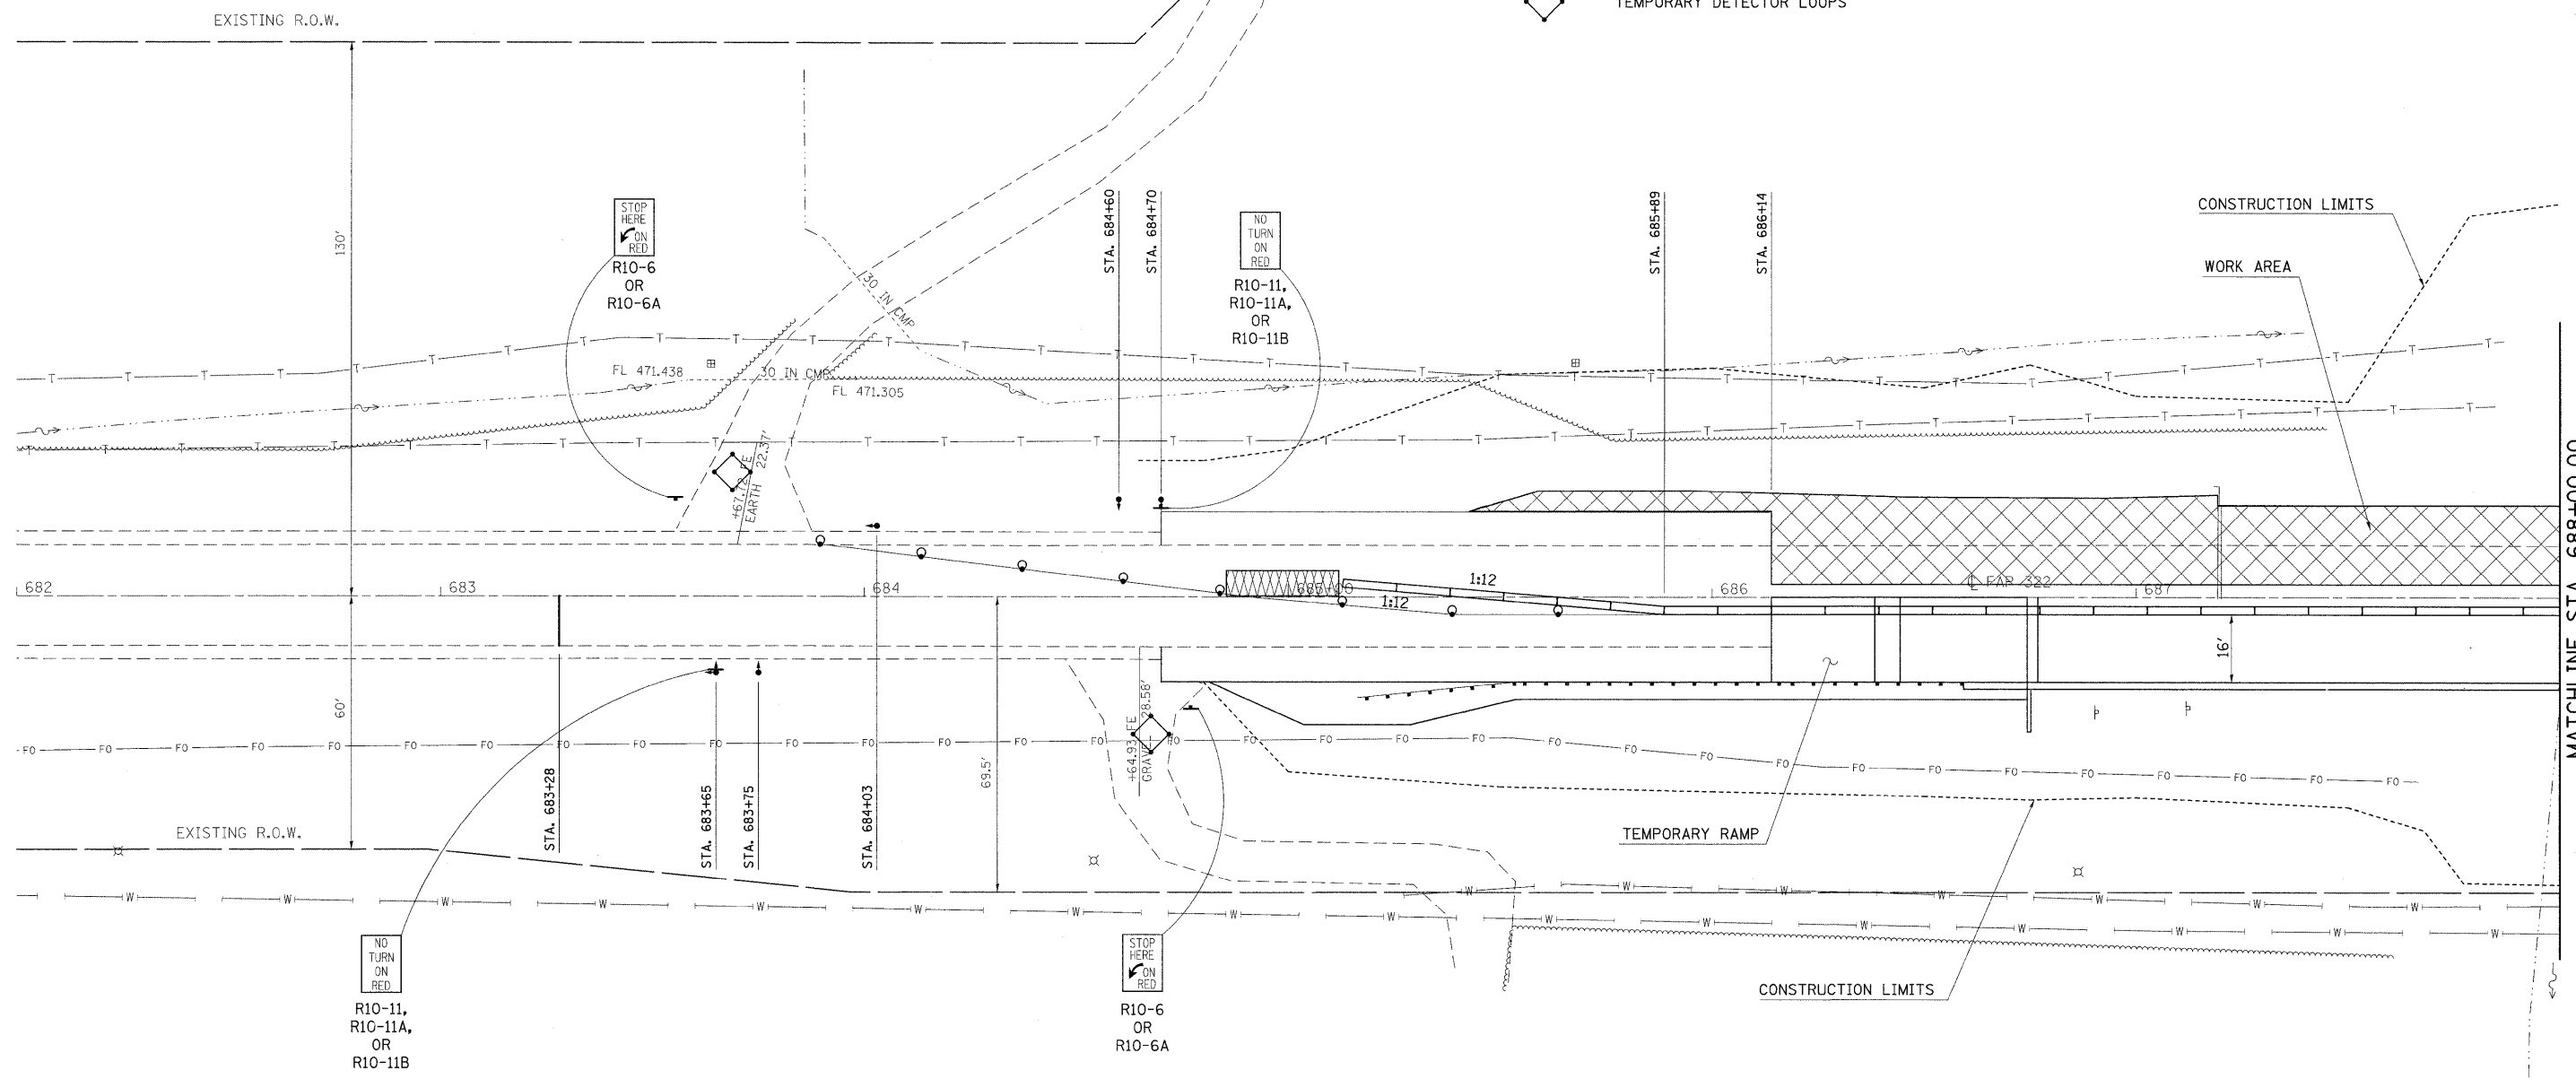 EXISTING R.O.W.
TEMPORARY DETECTOR LOOPS
130'
STOP
HERE
ON
RED
R10-6
OR
R10-6A
30 IN CMP
STA. 684+60
STA. 684+70
NO
TURN
ON
RED
R10-11,
R10-11A,
OR
R10-11B
STA. 685+89
STA. 686+14
CONSTRUCTION LIMITS
WORK AREA
FL 471.438
30 IN CMP
FL 471.305
+67.72 FE
EARTH 22.37'
682
683
684
685+00
686
687
1:12
1:12
℄ FAP 322
MATCHLINE STA 688+00.00
16'
60'
69.5'
+64.93 FE
GRAVEL 28.58'
STA. 683+28
STA. 683+65
STA. 683+75
STA. 684+03
EXISTING R.O.W.
TEMPORARY RAMP
NO
TURN
ON
RED
R10-11,
R10-11A,
OR
R10-11B
STOP
HERE
ON
RED
R10-6
OR
R10-6A
CONSTRUCTION LIMITS